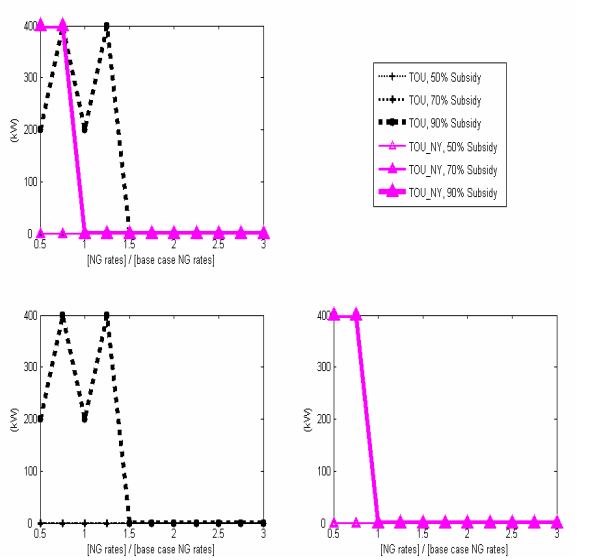 400
300
200
100
0
(kW)
0.5 1 1.5 2 2.5 3
[NG rates] / [base case NG rates]
TOU, 50% Subsidy
TOU, 70% Subsidy
TOU, 90% Subsidy
TOU_NY, 50% Subsidy
TOU_NY, 70% Subsidy
TOU_NY, 90% Subsidy
400
300
200
100
0
(kW)
0.5 1 1.5 2 2.5 3
[NG rates] / [base case NG rates]
400
300
200
100
0
(kW)
0.5 1 1.5 2 2.5 3
[NG rates] / [base case NG rates]